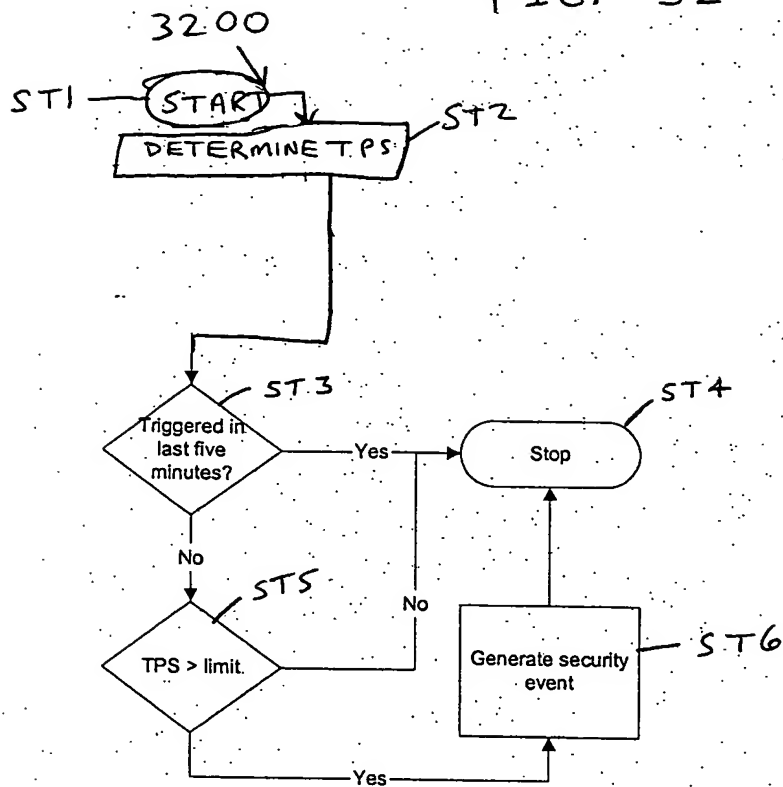 FIG. 32
3200
ST1
START
ST2
DETERMINE TPS
ST3
Triggered in
last five
minutes?
Yes
ST4
Stop
No
ST5
TPS > limit.
No
Generate security
event
ST6
Yes